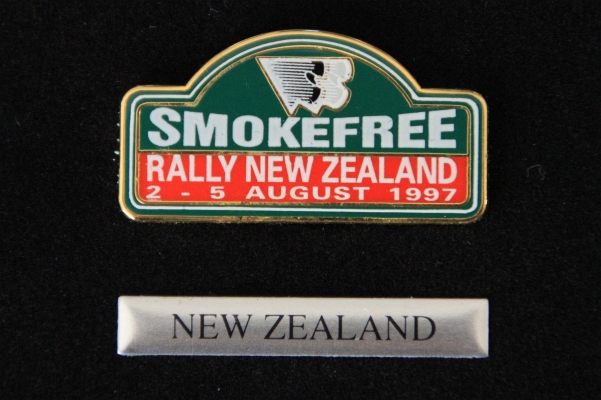 SMOKEFREE
RALLY NEW ZEALAND
2 - 5 AUGUST 1997
NEW ZEALAND